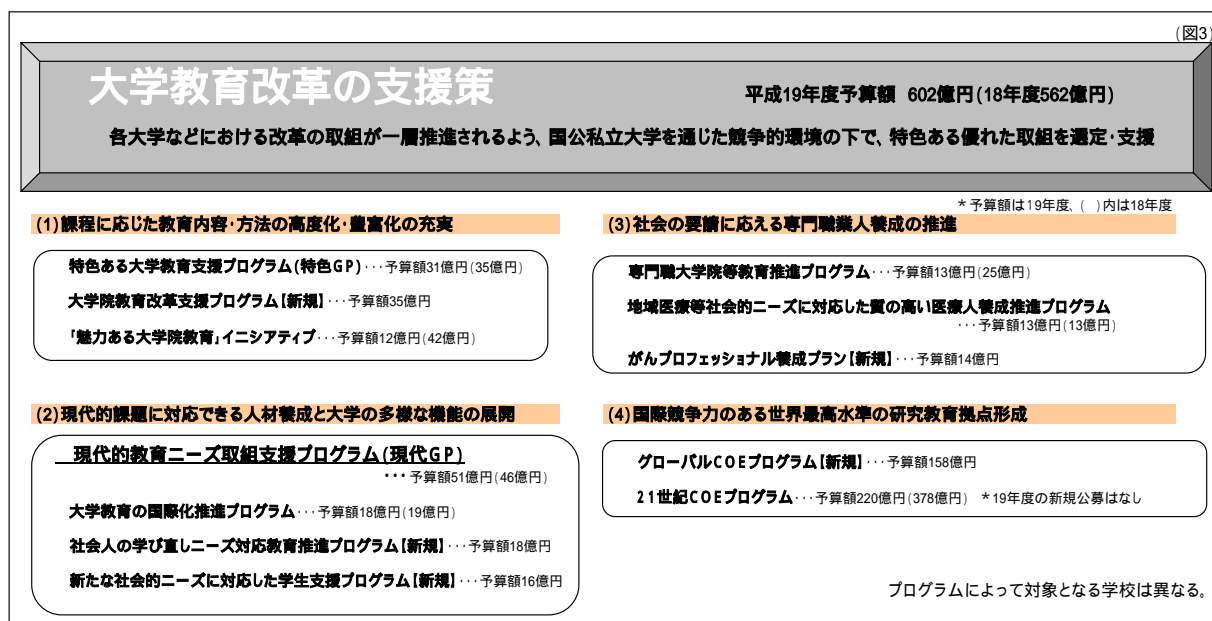 (図3)
大学教育改革の支援策
平成19年度予算額 602億円(18年度562億円)
各大学などにおける改革の取組が一層推進されるよう、国公私立大学を通じた競争的環境の下で、特色ある優れた取組を選定・支援
*予算額は19年度、( )内は18年度
(1)課程に応じた教育内容・方法の高度化・豊富化の充実
特色ある大学教育支援プログラム(特色GP)・・・予算額31億円(35億円)
大学院教育改革支援プログラム【新規】・・・予算額35億円
「魅力ある大学院教育」イニシアティブ・・・予算額12億円(42億円)
(2)現代的課題に対応できる人材養成と大学の多様な機能の展開
現代的教育ニーズ取組支援プログラム(現代GP)
・・・予算額51億円(46億円)
大学教育の国際化推進プログラム・・・予算額18億円(19億円)
社会人の学び直しニーズ対応教育推進プログラム【新規】・・・予算額18億円
新たな社会的ニーズに対応した学生支援プログラム【新規】・・・予算額16億円
(3)社会の要請に応える専門職業人養成の推進
専門職大学院等教育推進プログラム・・・予算額13億円(25億円)
地域医療等社会的ニーズに対応した質の高い医療人養成推進プログラム
・・・予算額13億円(13億円)
がんプロフェッショナル養成プラン【新規】・・・予算額14億円
(4)国際競争力のある世界最高水準の研究教育拠点形成
グローバルCOEプログラム【新規】・・・予算額158億円
21世紀COEプログラム・・・予算額220億円(378億円) *19年度の新規公募はなし
プログラムによって対象となる学校は異なる。